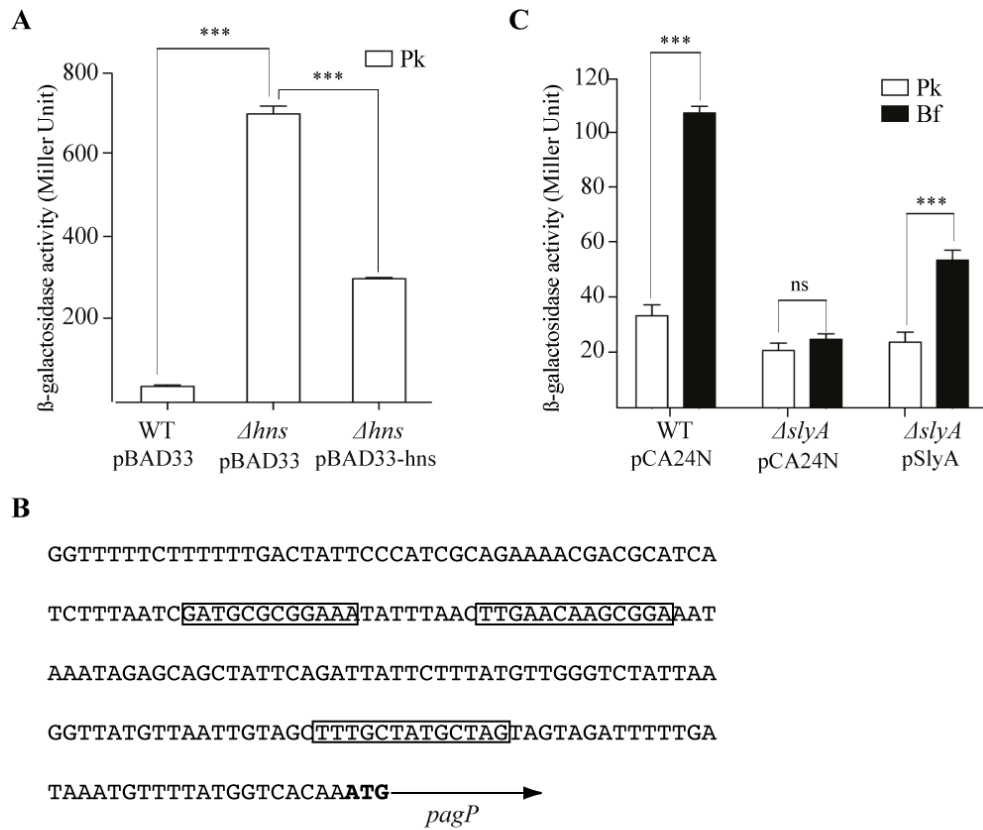 A
ß-galactosidase activity (Miller Unit)
800
600
400
200
***
***
Pk
WT
pBAD33
Δhns
pBAD33
Δhns
pBAD33-hns
C
ß-galactosidase activity (Miller Unit)
120
100
80
60
40
20
***
ns
***
Pk
Bf
WT
pCA24N
ΔslyA
pCA24N
ΔslyA
pSlyA
B
GGTTTTTCTTTTTTGACTATTCCCATCGCAGAAAACGACGCATCA
TCTTTAATCGATGCGCGGAAATATTTAACTTGAACAAGCGGAAAT
AAATAGAGCAGCTATTCAGATTATTCTTTATGTTGGGTCTATTAA
GGTTATGTTAATTGTAGCTTTGCTATGCTAGTAGTAGATTTTTGA
TAAATGTTTTATGGTCACAAATG
pagP